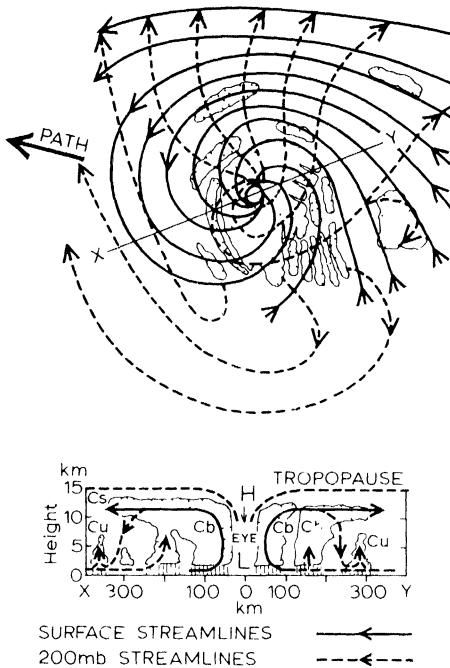 PATH
Y
X
km
15
10
5
0
Height
H
TROPOPAUSE
Cs
Cu
Cb
EYE
L
Cb
Cu
X 300 100 0 100 300 Y
km
SURFACE STREAMLINES
200mb STREAMLINES